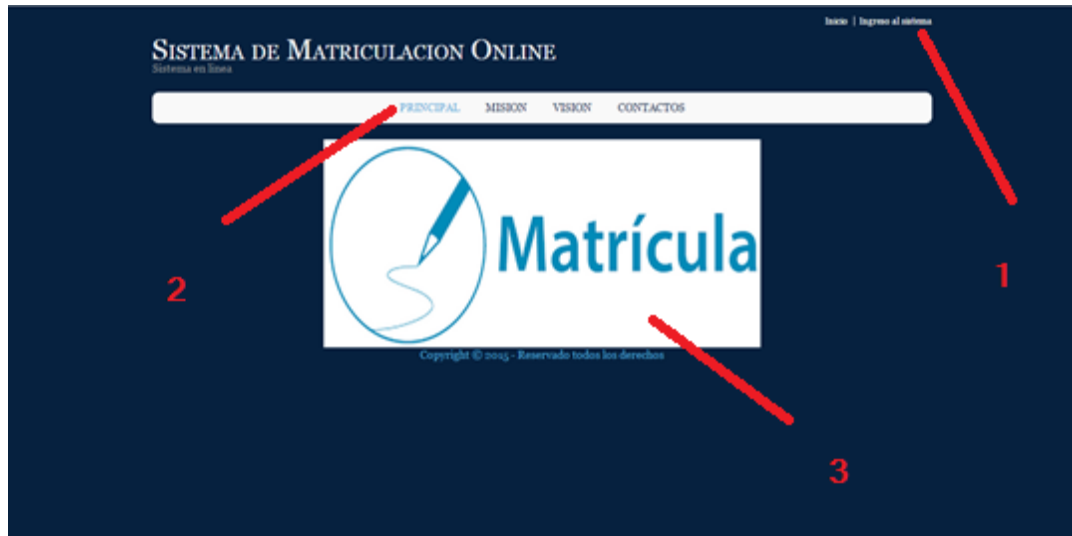 Inicio | Ingreso al sistema
SISTEMA DE MATRICULACION ONLINE
Sistema en linea
PRINCIPAL MISION VISION CONTACTOS
2
Matrícula
1
Copyright © 2015 - Reservado todos los derechos
3